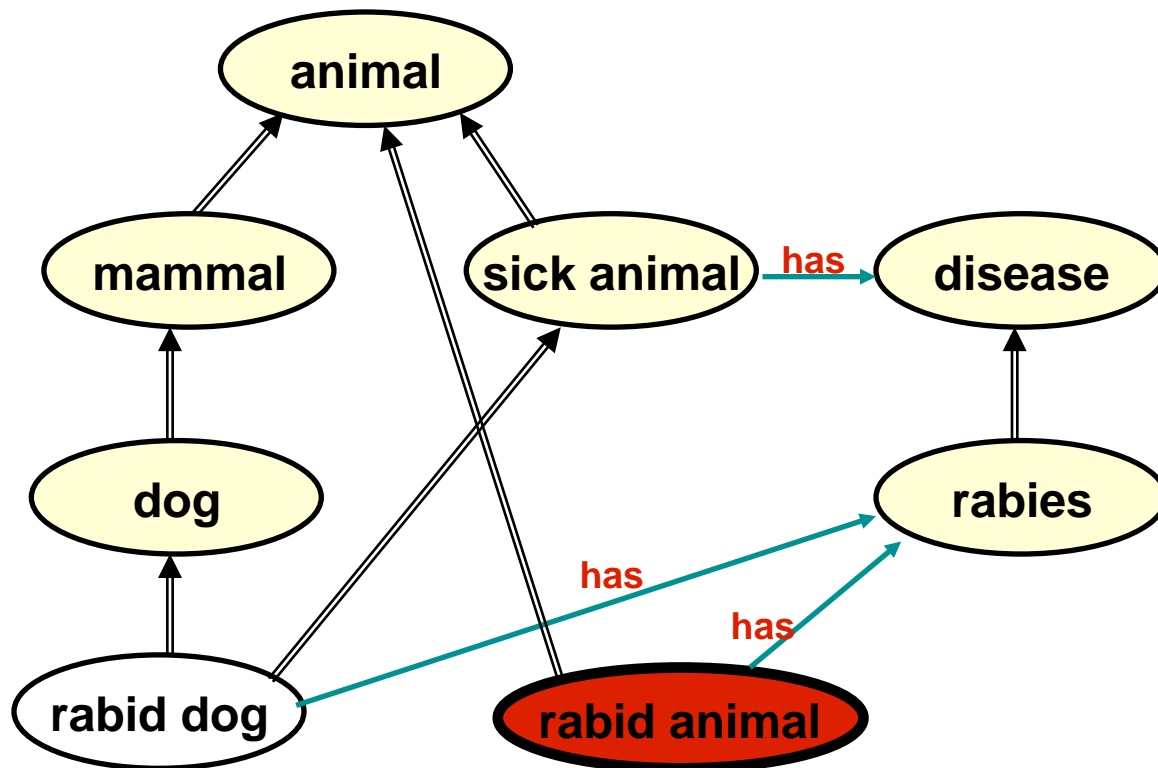 animal
mammal
sick animal
has
disease
dog
rabies
has
has
rabid dog
rabid animal